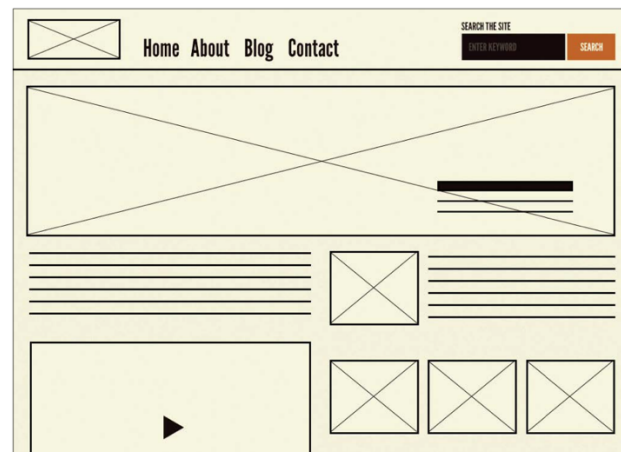 SEARCH THE SITE
Home About Blog Contact
ENTER KEYWORD
SEARCH